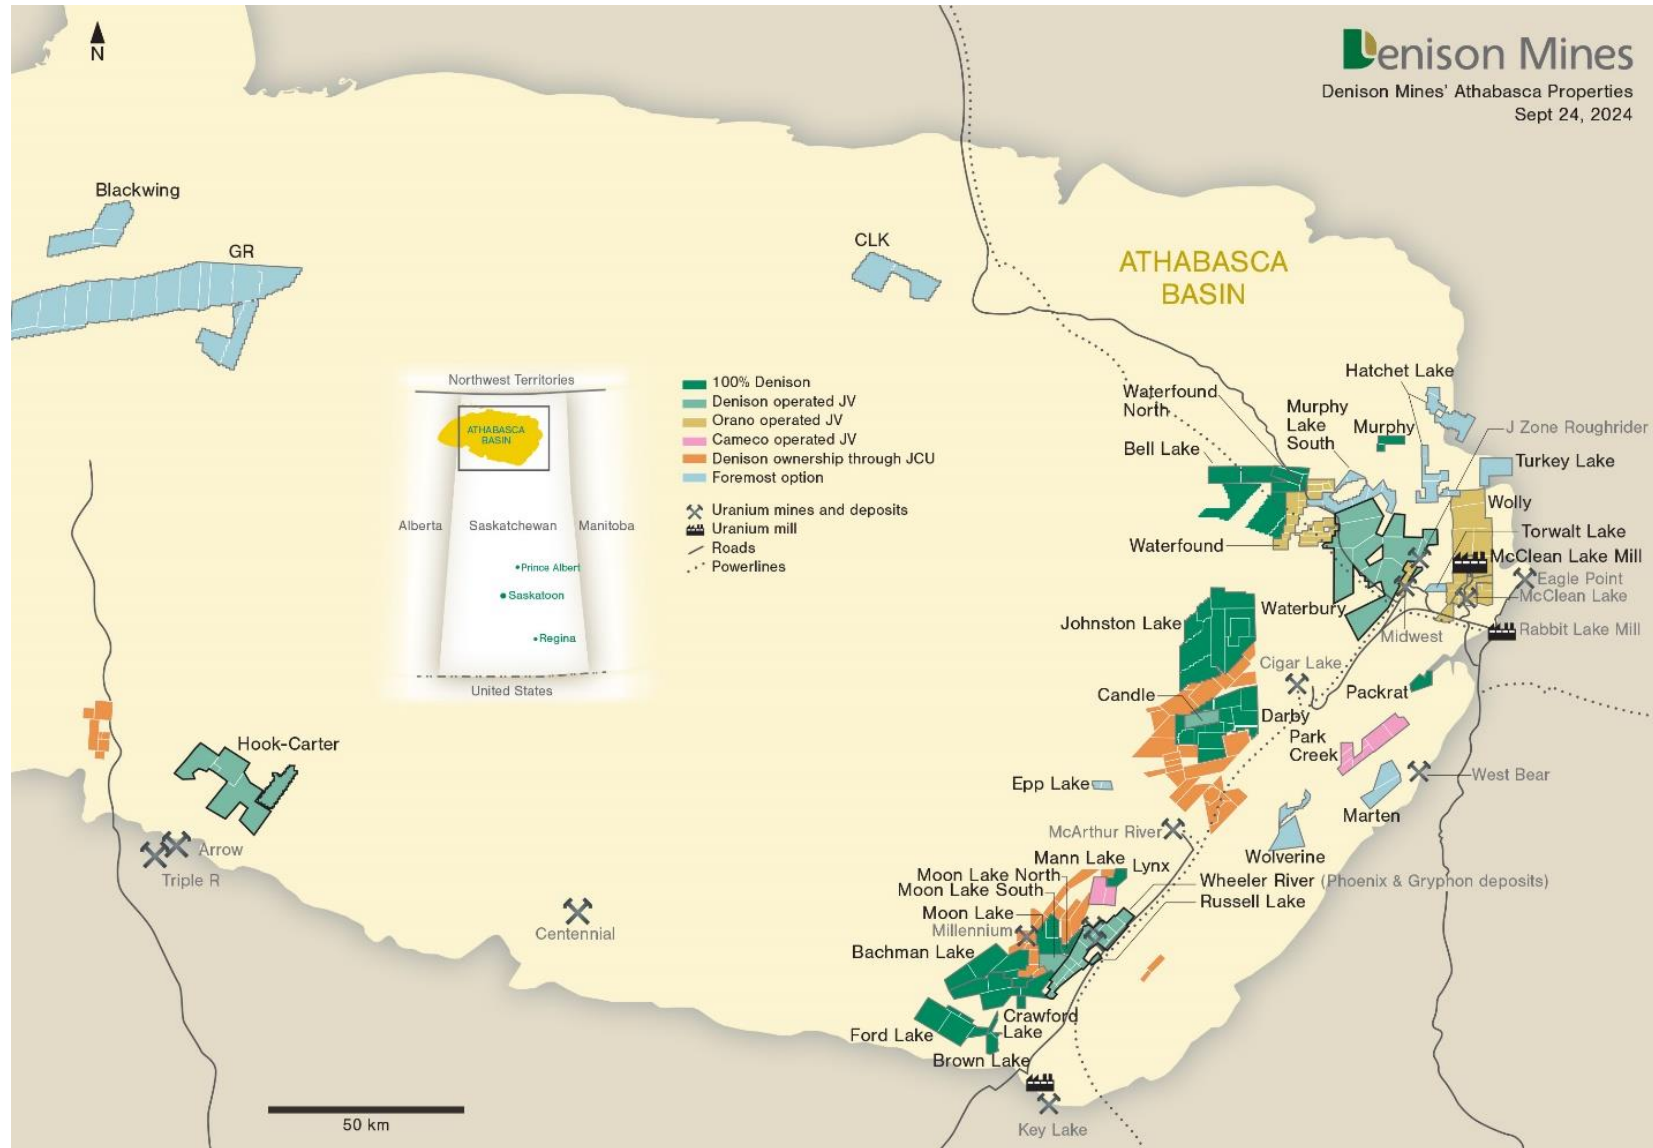 N
Denison Mines
Denison Mines' Athabasca Properties
Sept 24, 2024
Blackwing
GR
CLK
ATHABASCA
BASIN
Northwest Territories
ATHABASCA
BASIN
Alberta
Saskatchewan
Manitoba
Prince Albert
Saskatoon
Regina
United States
100% Denison
Denison operated JV
Orano operated JV
Cameco operated JV
Denison ownership through JCU
Foremost option
Uranium mines and deposits
Uranium mill
Roads
Powerlines
Hatchet Lake
Waterfound
North
Murphy
Lake
South
Murphy
J Zone Roughrider
Bell Lake
Turkey Lake
Wolly
Waterfound
Torwalt Lake
McClean Lake Mill
Eagle Point
McClean Lake
Waterbury
Midwest
Rabbit Lake Mill
Johnston Lake
Cigar Lake
Candle
Packrat
Darby
Park
Creek
West Bear
Epp Lake
Marten
McArthur River
Wolverine
Hook-Carter
Arrow
Triple R
Centennial
Mann Lake
Lynx
Moon Lake North
Moon Lake South
Wheeler River (Phoenix & Gryphon deposits)
Russell Lake
Moon Lake
Millennium
Bachman Lake
Crawford
Lake
Ford Lake
Brown Lake
Key Lake
50 km